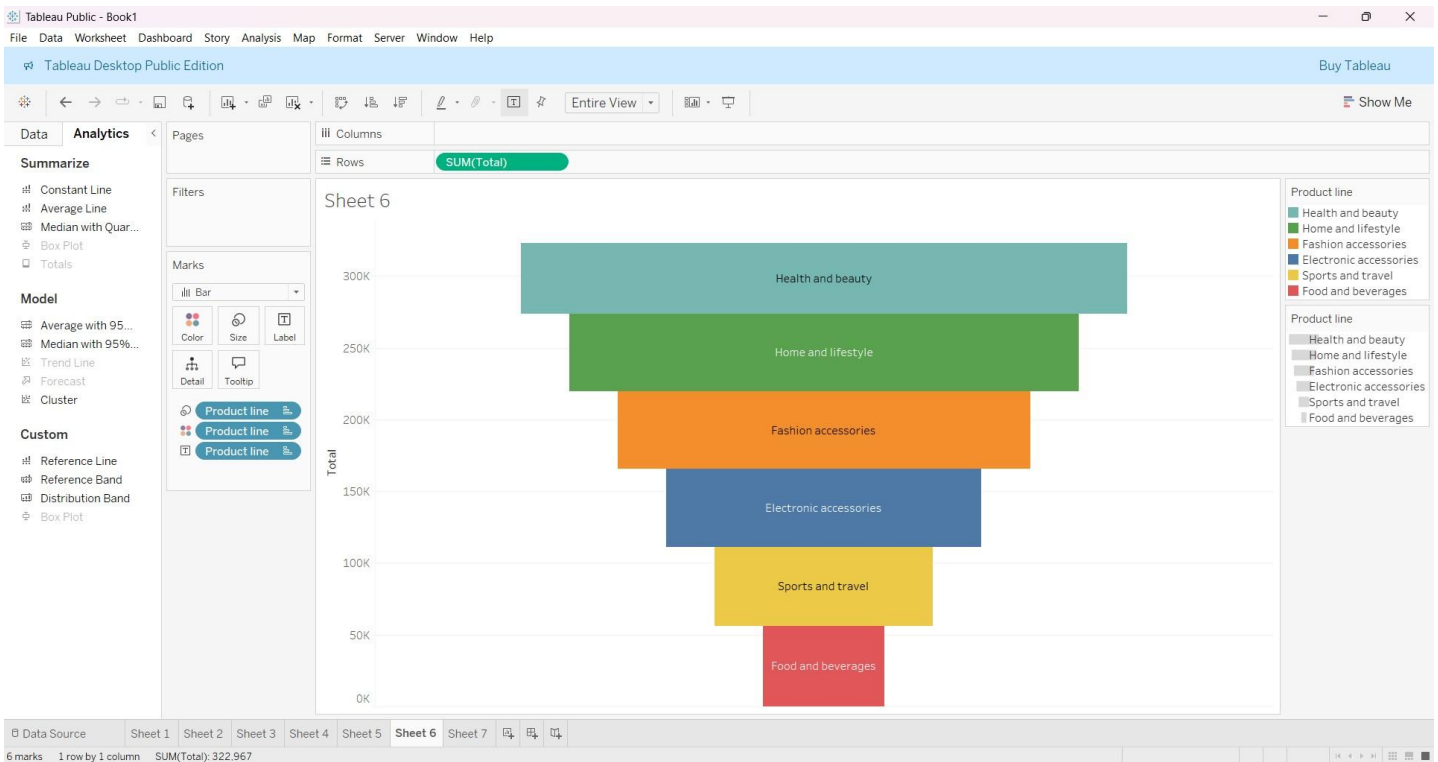 Tableau Public - Book1
File Data Worksheet Dashboard Story Analysis Map Format Server Window Help
Tableau Desktop Public Edition
Buy Tableau
Entire View
Show Me
Data
Analytics
Summarize
Constant Line
Average Line
Median with Quar...
Box Plot
Totals
Model
Average with 95...
Median with 95%...
Trend Line
Forecast
Cluster
Custom
Reference Line
Reference Band
Distribution Band
Box Plot
Pages
Filters
Marks
Bar
Color
Size
Label
Detail
Tooltip
Product line
Product line
Product line
Columns
Rows
SUM(Total)
Sheet 6
Total
300K
250K
200K
150K
100K
50K
0K
Health and beauty
Home and lifestyle
Fashion accessories
Electronic accessories
Sports and travel
Food and beverages
Product line
Health and beauty
Home and lifestyle
Fashion accessories
Electronic accessories
Sports and travel
Food and beverages
Product line
Health and beauty
Home and lifestyle
Fashion accessories
Electronic accessories
Sports and travel
Food and beverages
Data Source
Sheet 1
Sheet 2
Sheet 3
Sheet 4
Sheet 5
Sheet 6
Sheet 7
6 marks 1 row by 1 column SUM(Total): 322,967